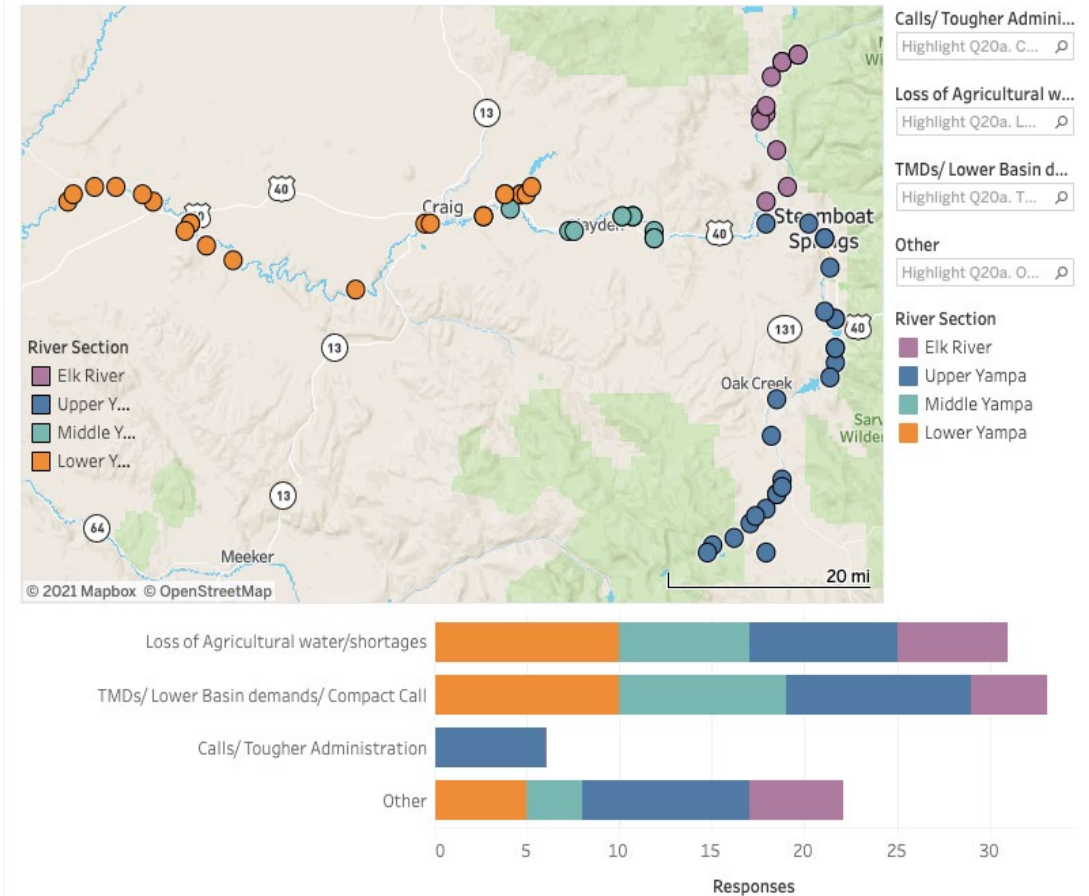 13
40
40
Craig
Hayden
40
Steamboat
Springs
131
40
13
Oak Creek
Sarv
Wilder
13
64
Meeker
River Section
Elk River
Upper Y...
Middle Y...
Lower Y...
© 2021 Mapbox © OpenStreetMap
20 mi
Calls/ Tougher Admini...
Highlight Q20a. C...
Loss of Agricultural w...
Highlight Q20a. L...
TMDs/ Lower Basin d...
Highlight Q20a. T...
Other
Highlight Q20a. O...
River Section
Elk River
Upper Yampa
Middle Yampa
Lower Yampa
Loss of Agricultural water/shortages
TMDs/ Lower Basin demands/ Compact Call
Calls/ Tougher Administration
Other
0 5 10 15 20 25 30
Responses